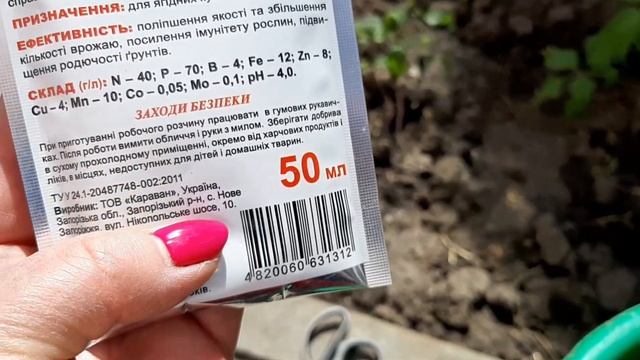 ПРИЗНАЧЕННЯ: для ягідних
ЕФЕКТИВНІСТЬ: поліпшення якості та збільшення
кількості врожаю, посилення імунітету рослин, підви-
щення родючості ґрунтів.
СКЛАД (г/л): N – 40; P – 70; B – 4; Fe – 12; Zn – 8;
Cu – 4; Mn – 10; Co – 0,05; Mo – 0,1; pH – 4,0.
ЗАХОДИ БЕЗПЕКИ
При приготуванні робочого розчину працювати в гумових рукавич-
ках. Після роботи вимити обличчя і руки з милом. Зберігати добрива
в сухому прохолодному приміщенні, окремо від харчових продуктів і
ліків, в місцях, недоступних для дітей і домашніх тварин.
50 мл
ТУ У 24.1-20487748-002:2011
Виробник: ТОВ «Караван», Україна,
Запорізька обл., Запорізький р-н, с. Нове
Запоріжжя, вул. Нікопольське шосе, 10.
4820060631312